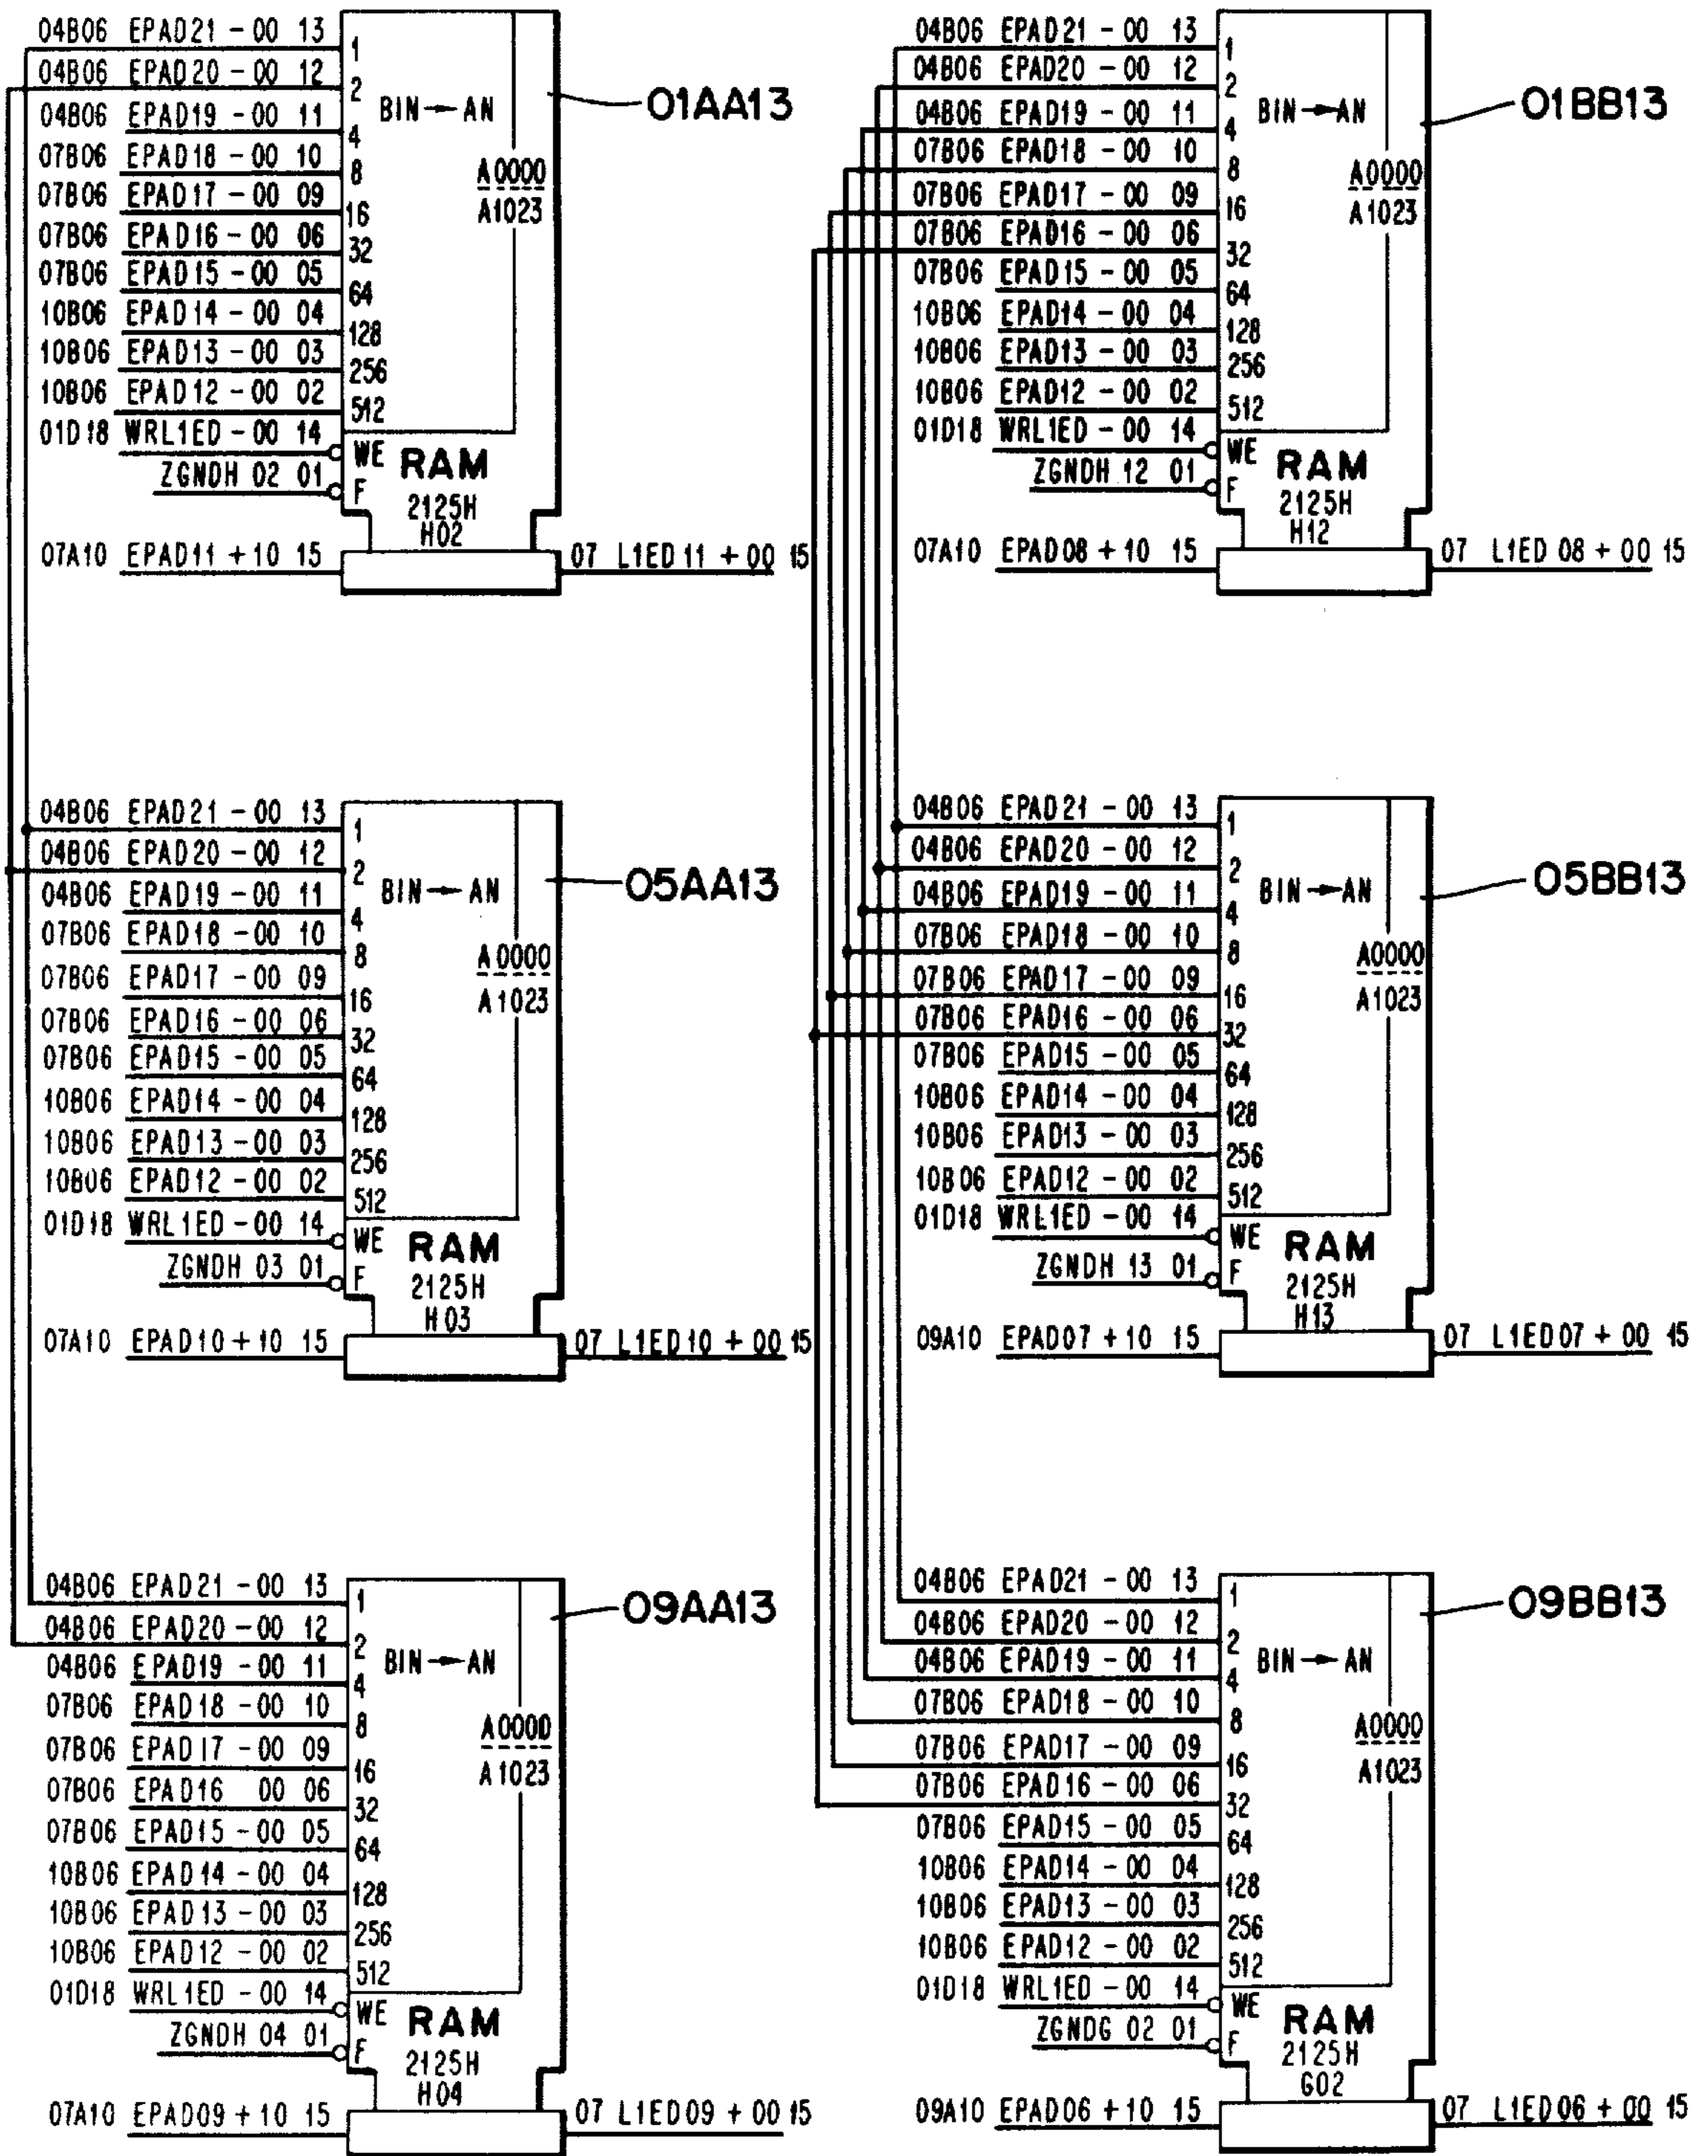 04B06 EPAD21 - 00 13
1
04B06 EPAD20 - 00 12
2
BIN → AN
01AA13
04B06 EPAD19 - 00 11
4
07B06 EPAD18 - 00 10
8
A0000
07B06 EPAD17 - 00 09
16
A1023
07B06 EPAD16 - 00 06
32
07B06 EPAD15 - 00 05
64
10B06 EPAD14 - 00 04
128
10B06 EPAD13 - 00 03
256
10B06 EPAD12 - 00 02
512
01D18 WRL1ED - 00 14
WE RAM
ZGNDH 02 01
F
2125H
H02
07A10 EPAD11 + 10 15
07 L1ED11 + 00 15
04B06 EPAD21 - 00 13
1
04B06 EPAD20 - 00 12
2
BIN → AN
01BB13
04B06 EPAD19 - 00 11
4
07B06 EPAD18 - 00 10
8
A0000
07B06 EPAD17 - 00 09
16
A1023
07B06 EPAD16 - 00 06
32
07B06 EPAD15 - 00 05
64
10B06 EPAD14 - 00 04
128
10B06 EPAD13 - 00 03
256
10B06 EPAD12 - 00 02
512
01D18 WRL1ED - 00 14
WE RAM
ZGNDH 12 01
F
2125H
H12
07A10 EPAD08 + 10 15
07 L1ED08 + 00 15
04B06 EPAD21 - 00 13
1
04B06 EPAD20 - 00 12
2
BIN → AN
05AA13
04B06 EPAD19 - 00 11
4
07B06 EPAD18 - 00 10
8
A0000
07B06 EPAD17 - 00 09
16
A1023
07B06 EPAD16 - 00 06
32
07B06 EPAD15 - 00 05
64
10B06 EPAD14 - 00 04
128
10B06 EPAD13 - 00 03
256
10B06 EPAD12 - 00 02
512
01D18 WRL1ED - 00 14
WE RAM
ZGNDH 03 01
F
2125H
H03
07A10 EPAD10 + 10 15
07 L1ED10 + 00 15
04B06 EPAD21 - 00 13
1
04B06 EPAD20 - 00 12
2
BIN → AN
05BB13
04B06 EPAD19 - 00 11
4
07B06 EPAD18 - 00 10
8
A0000
07B06 EPAD17 - 00 09
16
A1023
07B06 EPAD16 - 00 06
32
07B06 EPAD15 - 00 05
64
10B06 EPAD14 - 00 04
128
10B06 EPAD13 - 00 03
256
10B06 EPAD12 - 00 02
512
01D18 WRL1ED - 00 14
WE RAM
ZGNDH 13 01
F
2125H
H13
09A10 EPAD07 + 10 15
07 L1ED07 + 00 15
04B06 EPAD21 - 00 13
1
04B06 EPAD20 - 00 12
2
BIN → AN
09AA13
04B06 EPAD19 - 00 11
4
07B06 EPAD18 - 00 10
8
A0000
07B06 EPAD17 - 00 09
16
A1023
07B06 EPAD16 00 06
32
07B06 EPAD15 - 00 05
64
10B06 EPAD14 - 00 04
128
10B06 EPAD13 - 00 03
256
10B06 EPAD12 - 00 02
512
01D18 WRL1ED - 00 14
WE RAM
ZGNDH 04 01
F
2125H
H04
07A10 EPAD09 + 10 15
07 L1ED09 + 00 15
04B06 EPAD21 - 00 13
1
04B06 EPAD20 - 00 12
2
BIN → AN
09BB13
04B06 EPAD19 - 00 11
4
07B06 EPAD18 - 00 10
8
A0000
07B06 EPAD17 - 00 09
16
A1023
07B06 EPAD16 - 00 06
32
07B06 EPAD15 - 00 05
64
10B06 EPAD14 - 00 04
128
10B06 EPAD13 - 00 03
256
10B06 EPAD12 - 00 02
512
01D18 WRL1ED - 00 14
WE RAM
ZGNDG 02 01
F
2125H
G02
09A10 EPAD06 + 10 15
07 L1ED06 + 00 15